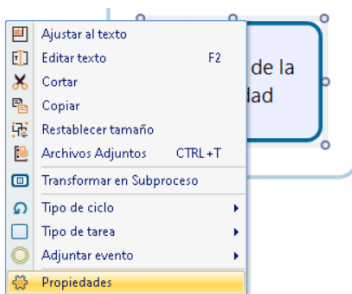 Ajustar al texto
Editar texto F2
Cortar
Copiar
Restablecer tamaño
Archivos Adjuntos CTRL+T
Transformar en Subproceso
Tipo de ciclo
Tipo de tarea
Adjuntar evento
Propiedades
de la